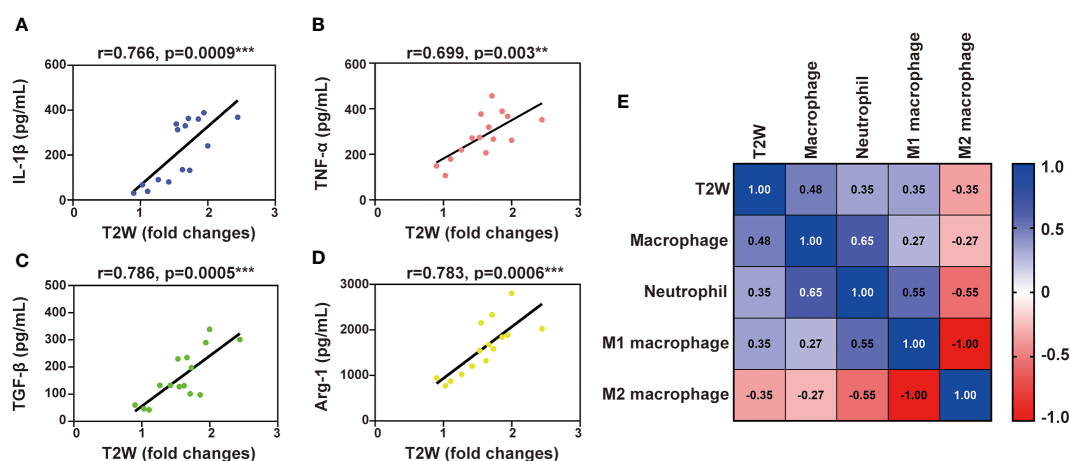 A
r=0.766, p=0.0009***
IL-1β (pg/mL)
600
400
200
0
0 1 2 3
T2W (fold changes)
B
r=0.699, p=0.003**
TNF-α (pg/mL)
600
400
200
0
0 1 2 3
T2W (fold changes)
C
r=0.786, p=0.0005***
TGF-β (pg/mL)
500
400
300
200
100
0
0 1 2 3
T2W (fold changes)
D
r=0.783, p=0.0006***
Arg-1 (pg/mL)
3000
2000
1000
0
0 1 2 3
T2W (fold changes)
E
T2W
Macrophage
Neutrophil
M1 macrophage
M2 macrophage
T2W 1.00 0.48 0.35 0.35 -0.35
Macrophage 0.48 1.00 0.65 0.27 -0.27
Neutrophil 0.35 0.65 1.00 0.55 -0.55
M1 macrophage 0.35 0.27 0.55 1.00 -1.00
M2 macrophage -0.35 -0.27 -0.55 -1.00 1.00
1.0
0.5
0
-0.5
-1.0